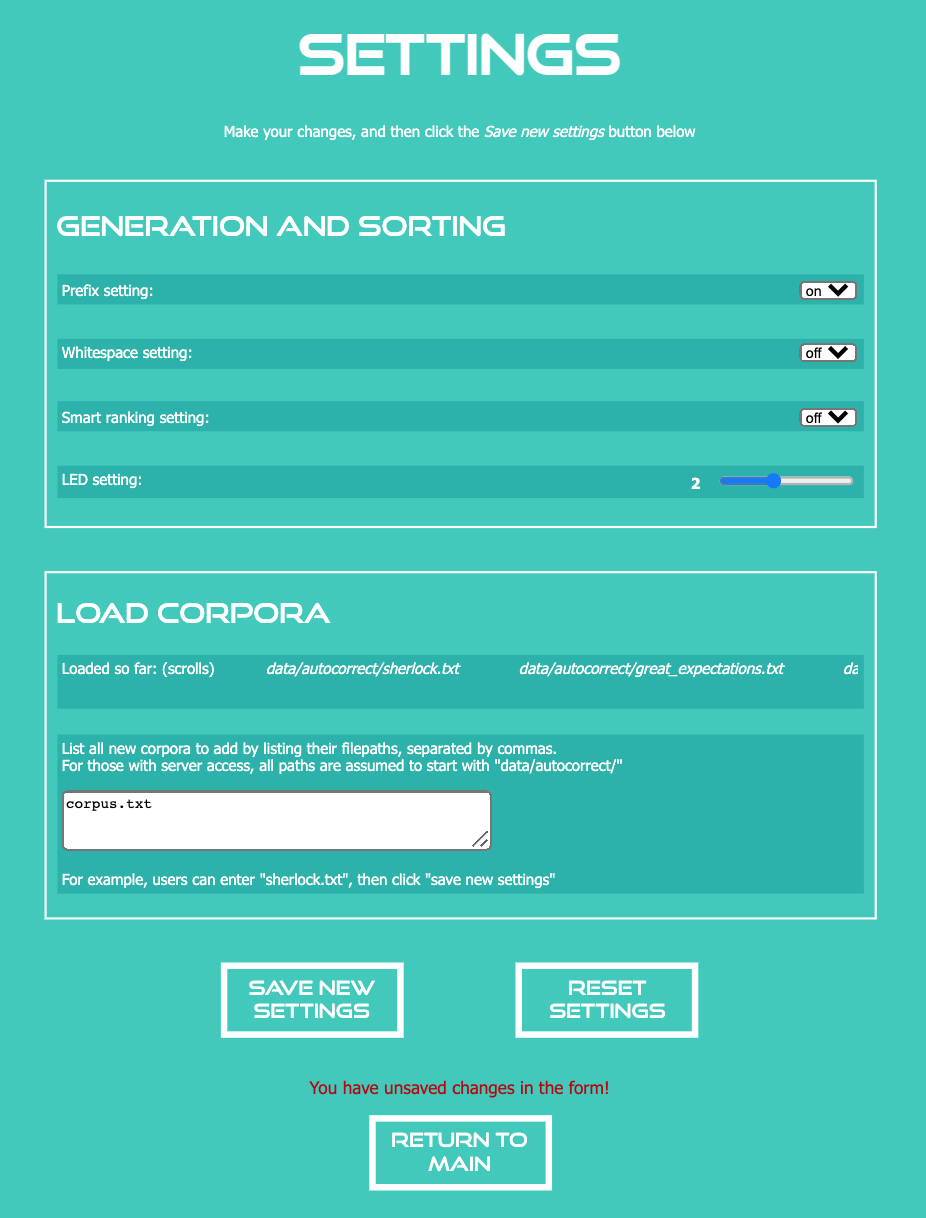 SETTINGS
Make your changes, and then click the Save new settings button below
GENERATION AND SORTING
Prefix setting: on
Whitespace setting: off
Smart ranking setting: off
LED setting: 2
LOAD CORPORA
Loaded so far: (scrolls) data/autocorrect/sherlock.txt data/autocorrect/great_expectations.txt da
List all new corpora to add by listing their filepaths, separated by commas.
For those with server access, all paths are assumed to start with "data/autocorrect/"
corpus.txt
For example, users can enter "sherlock.txt", then click "save new settings"
SAVE NEW
SETTINGS
RESET
SETTINGS
You have unsaved changes in the form!
RETURN TO
MAIN